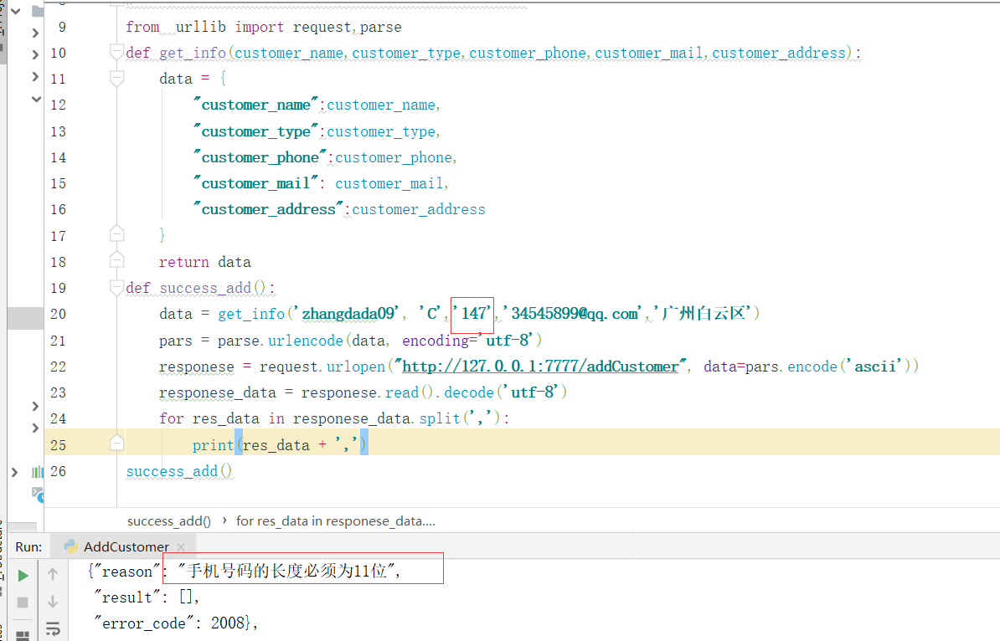 9 from  urllib import request,parse
10 def get_info(customer_name,customer_type,customer_phone,customer_mail,customer_address):
11 data = {
12 "customer_name":customer_name,
13 "customer_type":customer_type,
14 "customer_phone":customer_phone,
15 "customer_mail": customer_mail,
16 "customer_address":customer_address
17 }
18 return data
19 def success_add():
20 data = get_info('zhangdada09', 'C','147','34545899@qq.com','广州白云区')
21 pars = parse.urlencode(data, encoding='utf-8')
22 responese = request.urlopen("http://127.0.0.1:7777/addCustomer", data=pars.encode('ascii'))
23 responese_data = responese.read().decode('utf-8')
24 for res_data in responese_data.split(','):
25 print(res_data + ',')
26 success_add()
success_add() › for res_data in responese_data....
Run: AddCustomer ×
{"reason": "手机号码的长度必须为11位",
"result": [],
"error_code": 2008},